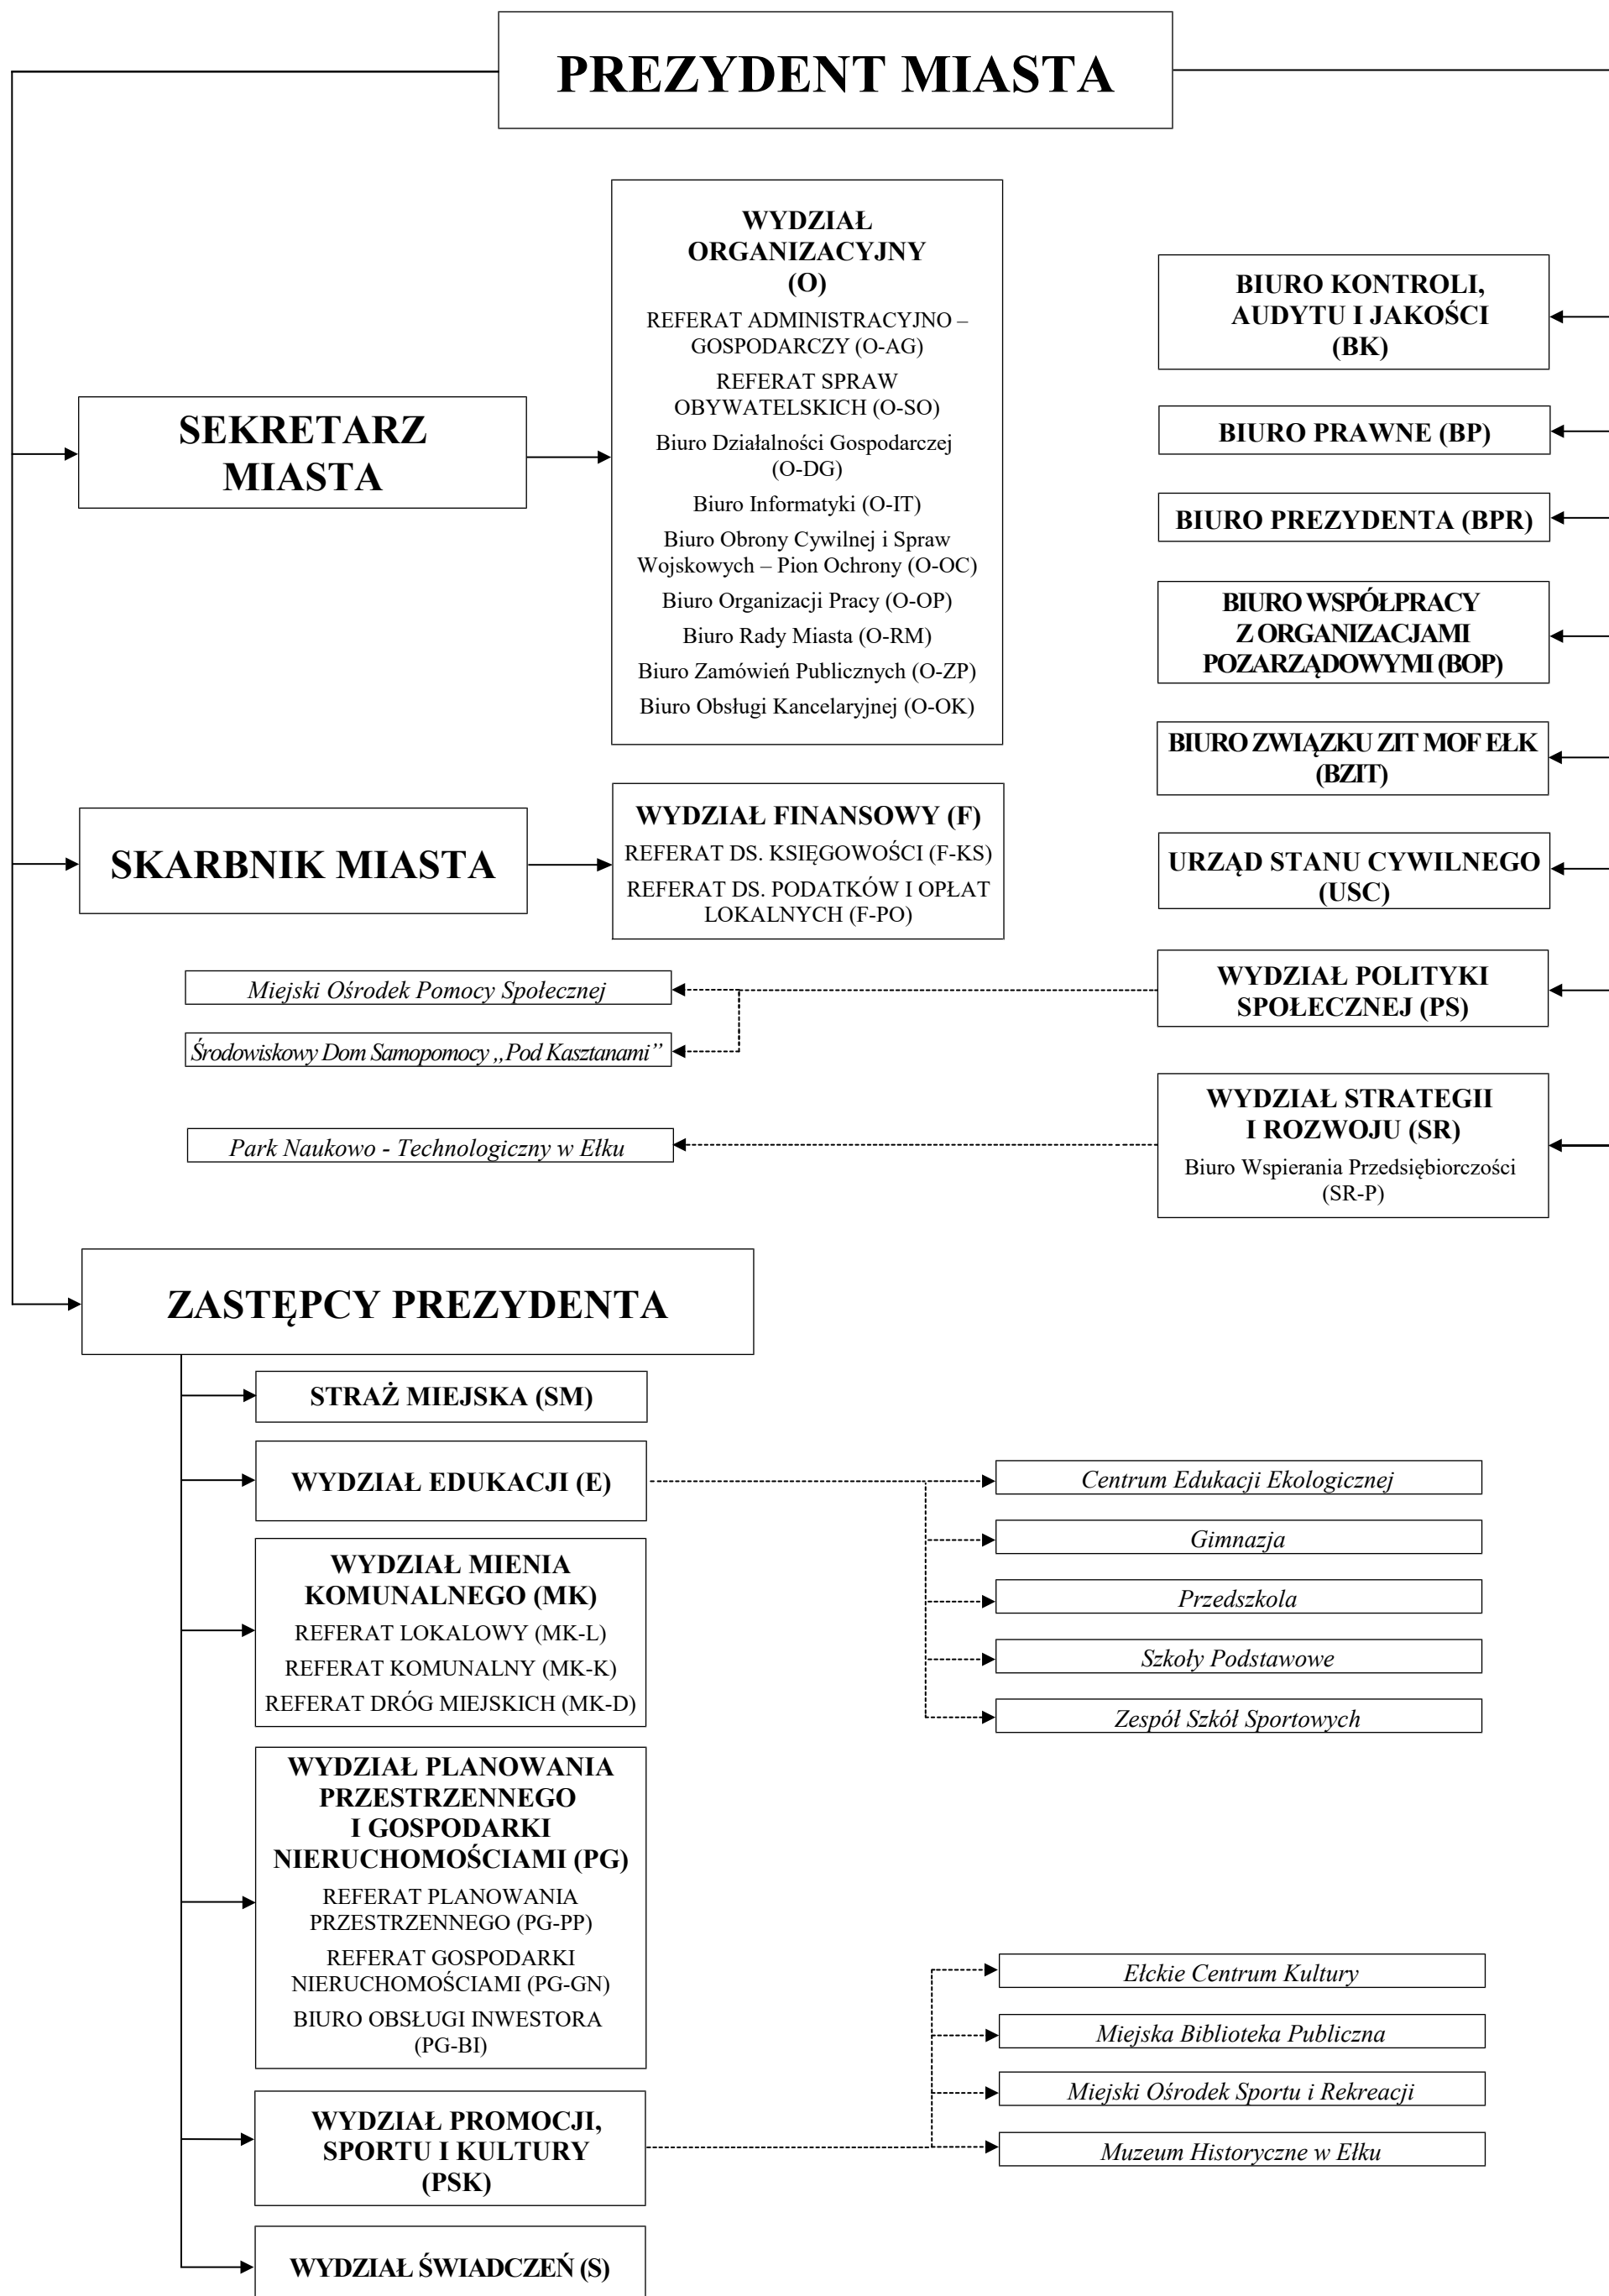 PREZYDENT MIASTA
WYDZIAŁ
ORGANIZACYJNY
(O)
REFERAT ADMINISTRACYJNO –
GOSPODARCZY (O-AG)
REFERAT SPRAW
OBYWATELSKICH (O-SO)
Biuro Działalności Gospodarczej
(O-DG)
Biuro Informatyki (O-IT)
Biuro Obrony Cywilnej i Spraw
Wojskowych – Pion Ochrony (O-OC)
Biuro Organizacji Pracy (O-OP)
Biuro Rady Miasta (O-RM)
Biuro Zamówień Publicznych (O-ZP)
Biuro Obsługi Kancelaryjnej (O-OK)
SEKRETARZ
MIASTA
BIURO KONTROLI,
AUDYTU I JAKOŚCI
(BK)
BIURO PRAWNE (BP)
BIURO PREZYDENTA (BPR)
BIURO WSPÓŁPRACY
Z ORGANIZACJAMI
POZARZĄDOWYMI (BOP)
BIURO ZWIĄZKU ZIT MOF EŁK
(BZIT)
SKARBNIK MIASTA
WYDZIAŁ FINANSOWY (F)
REFERAT DS. KSIĘGOWOŚCI (F-KS)
REFERAT DS. PODATKÓW I OPŁAT
LOKALNYCH (F-PO)
URZĄD STANU CYWILNEGO
(USC)
WYDZIAŁ POLITYKI
SPOŁECZNEJ (PS)
Miejski Ośrodek Pomocy Społecznej
Środowiskowy Dom Samopomocy „Pod Kasztanami”
WYDZIAŁ STRATEGII
I ROZWOJU (SR)
Biuro Wspierania Przedsiębiorczości
(SR-P)
Park Naukowo - Technologiczny w Ełku
ZASTĘPCY PREZYDENTA
STRAŻ MIEJSKA (SM)
WYDZIAŁ EDUKACJI (E)
Centrum Edukacji Ekologicznej
Gimnazja
Przedszkola
Szkoły Podstawowe
Zespół Szkół Sportowych
WYDZIAŁ MIENIA
KOMUNALNEGO (MK)
REFERAT LOKALOWY (MK-L)
REFERAT KOMUNALNY (MK-K)
REFERAT DRÓG MIEJSKICH (MK-D)
WYDZIAŁ PLANOWANIA
PRZESTRZENNEGO
I GOSPODARKI
NIERUCHOMOŚCIAMI (PG)
REFERAT PLANOWANIA
PRZESTRZENNEGO (PG-PP)
REFERAT GOSPODARKI
NIERUCHOMOŚCIAMI (PG-GN)
BIURO OBSŁUGI INWESTORA
(PG-BI)
WYDZIAŁ PROMOCJI,
SPORTU I KULTURY
(PSK)
Ełckie Centrum Kultury
Miejska Biblioteka Publiczna
Miejski Ośrodek Sportu i Rekreacji
Muzeum Historyczne w Ełku
WYDZIAŁ ŚWIADCZEŃ (S)